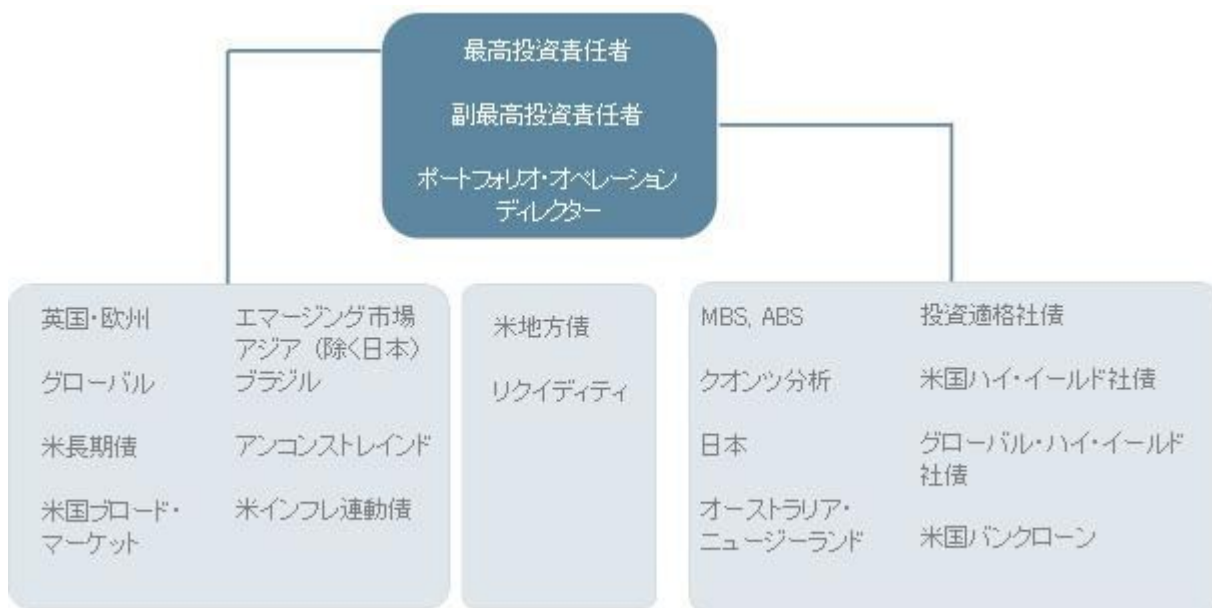 最高投資責任者
副最高投資責任者
ポートフォリオ・オペレーション
ディレクター
英国・欧州
グローバル
米長期債
米国ブロード・
マーケット
エマージング市場
アジア (除く日本)
ブラジル
アンコンストレインド
米インフレ連動債
米地方債
リクイディティ
MBS, ABS
クオンツ分析
日本
オーストラリア・
ニュージーランド
投資適格社債
米国ハイ・イールド社債
グローバル・ハイ・イールド
社債
米国バンクローン